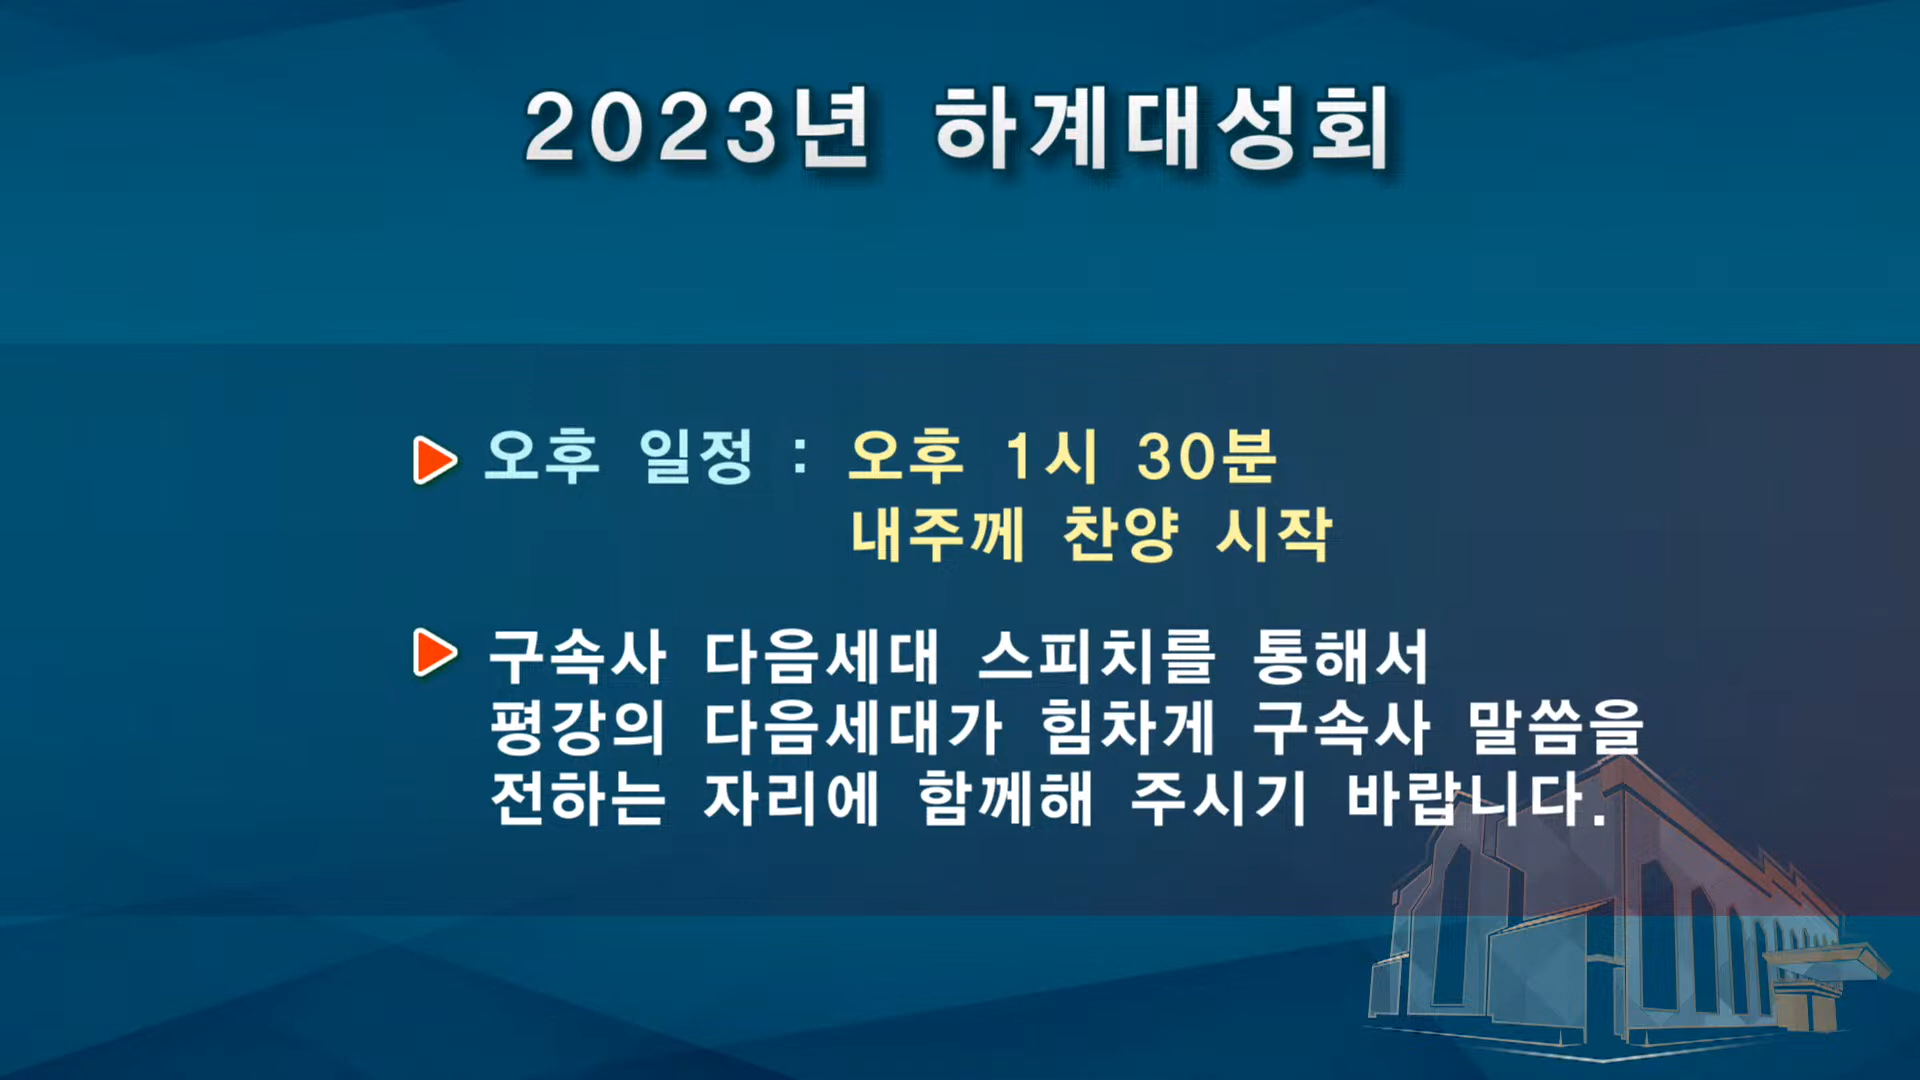 2023년 하계대성회
오후 일정 : 오후 1시 30분
내주께 찬양 시작
구속사 다음세대 스피치를 통해서
평강의 다음세대가 힘차게 구속사 말씀을
전하는 자리에 함께해 주시기 바랍니다.